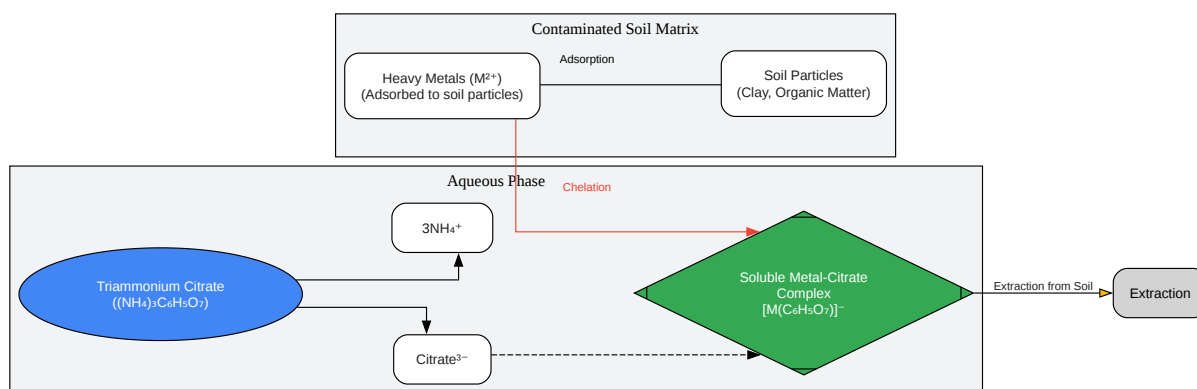 Contaminated Soil Matrix
Heavy Metals (M²⁺)
(Adsorbed to soil particles)
Adsorption
Soil Particles
(Clay, Organic Matter)
Aqueous Phase
Chelation
3NH₄⁺
Triammonium Citrate
((NH4)₃C₆H₅O₇)
Soluble Metal-Citrate
Complex
[M(C₆H₅O₇)]⁻
Extraction from Soil
Extraction
Citrate³⁻